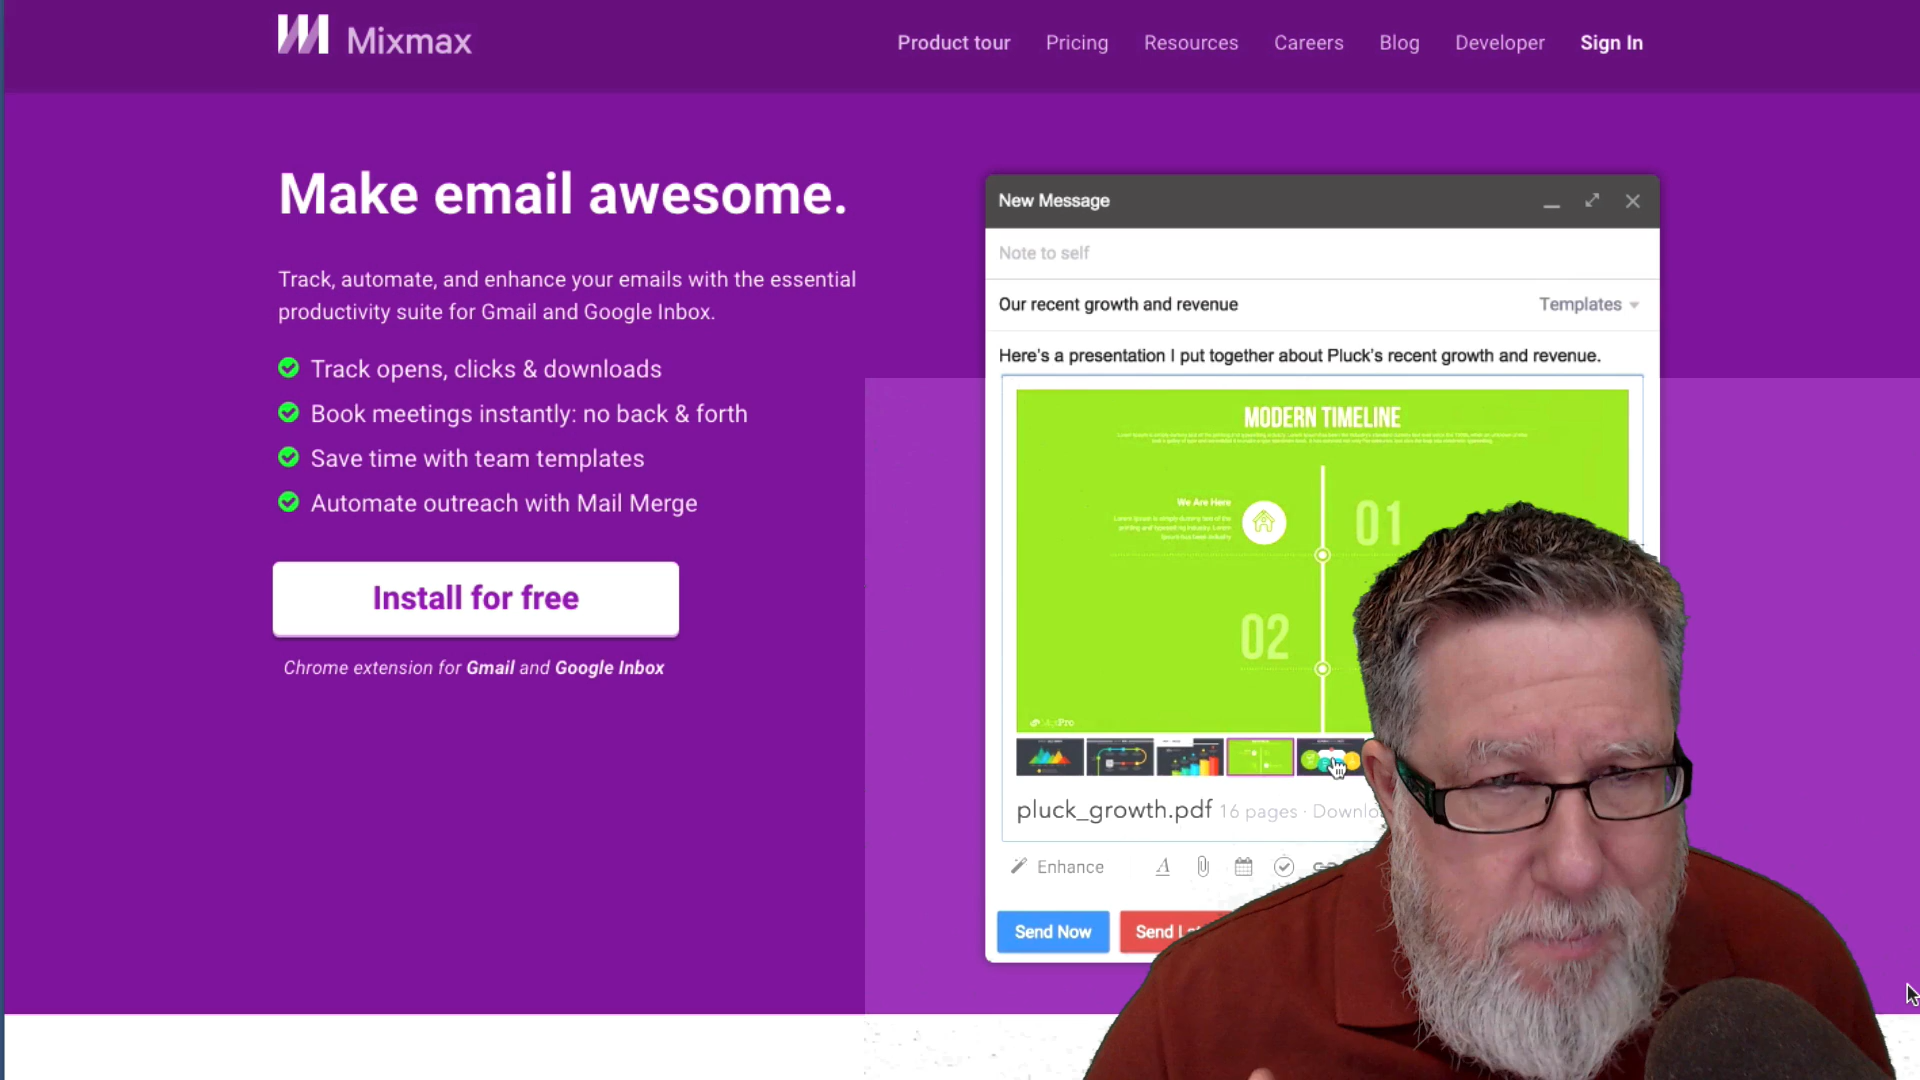 Mixmax
Product tour Pricing Resources Careers Blog Developer Sign In
Make email awesome.
Track, automate, and enhance your emails with the essential
productivity suite for Gmail and Google Inbox.
Track opens, clicks & downloads
Book meetings instantly: no back & forth
Save time with team templates
Automate outreach with Mail Merge
Install for free
Chrome extension for Gmail and Google Inbox
New Message
Note to self
Our recent growth and revenue Templates
Here's a presentation I put together about Pluck's recent growth and revenue.
MODERN TIMELINE
We Are Here
01
02
pluck_growth.pdf 16 pages · Downlo
Enhance
Send Now Send